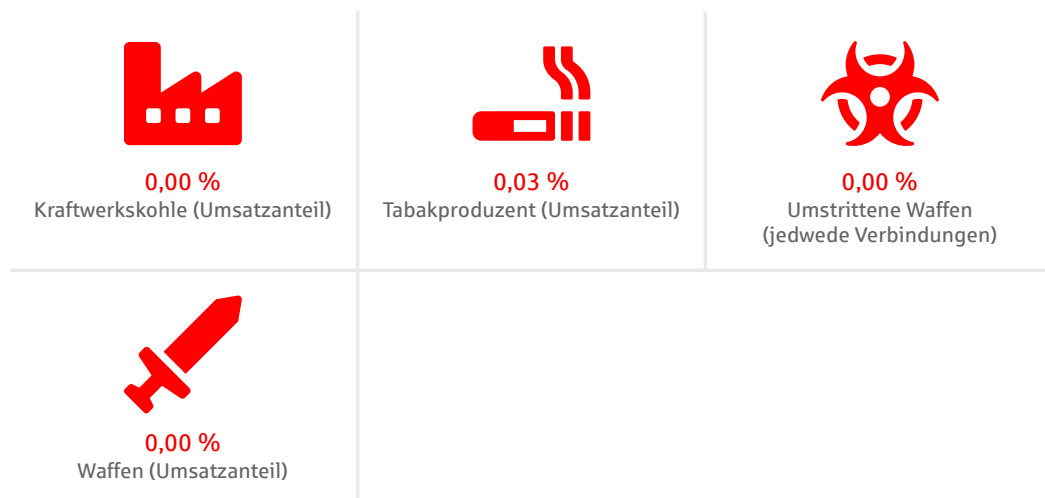 0,00 %
Kraftwerkskohle (Umsatzanteil)
0,03 %
Tabakproduzent (Umsatzanteil)
0,00 %
Umstrittene Waffen
(jedwede Verbindungen)
0,00 %
Waffen (Umsatzanteil)